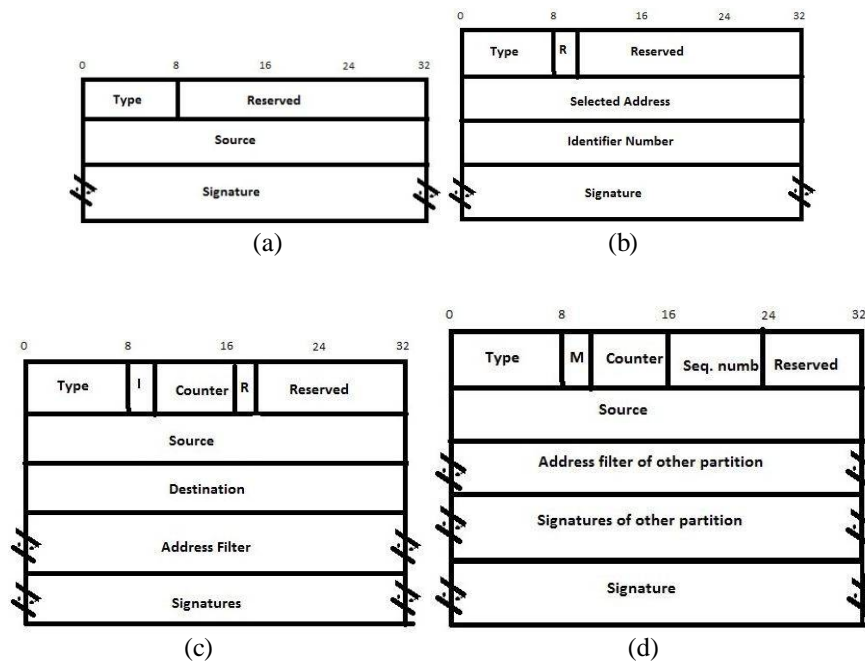 0 8 16 24 32
Type Reserved
Source
Signature
(a)
0 8 16 24 32
Type R Reserved
Selected Address
Identifier Number
Signature
(b)
0 8 16 24 32
Type I Counter R Reserved
Source
Destination
Address Filter
Signatures
(c)
0 8 16 24 32
Type M Counter Seq. numb Reserved
Source
Address filter of other partition
Signatures of other partition
Signature
(d)